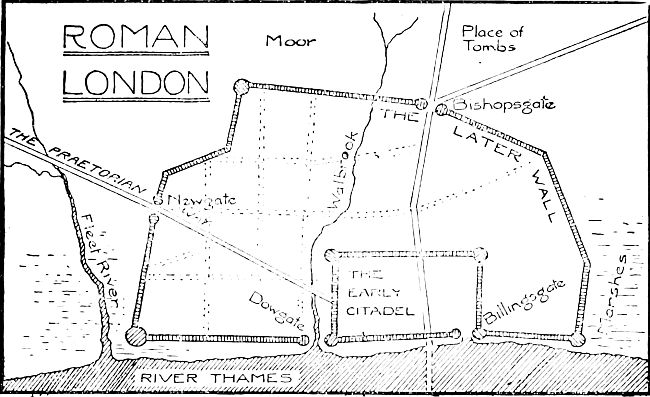 ROMAN
LONDON
Moor
Place of
Tombs
Bishopsgate
THE LATER WALL
THE PRAETORIAN WAY
Newgate
Walbrook
Fleet River
THE
EARLY
CITADEL
Dowgate
Billingsgate
Marshes
RIVER THAMES